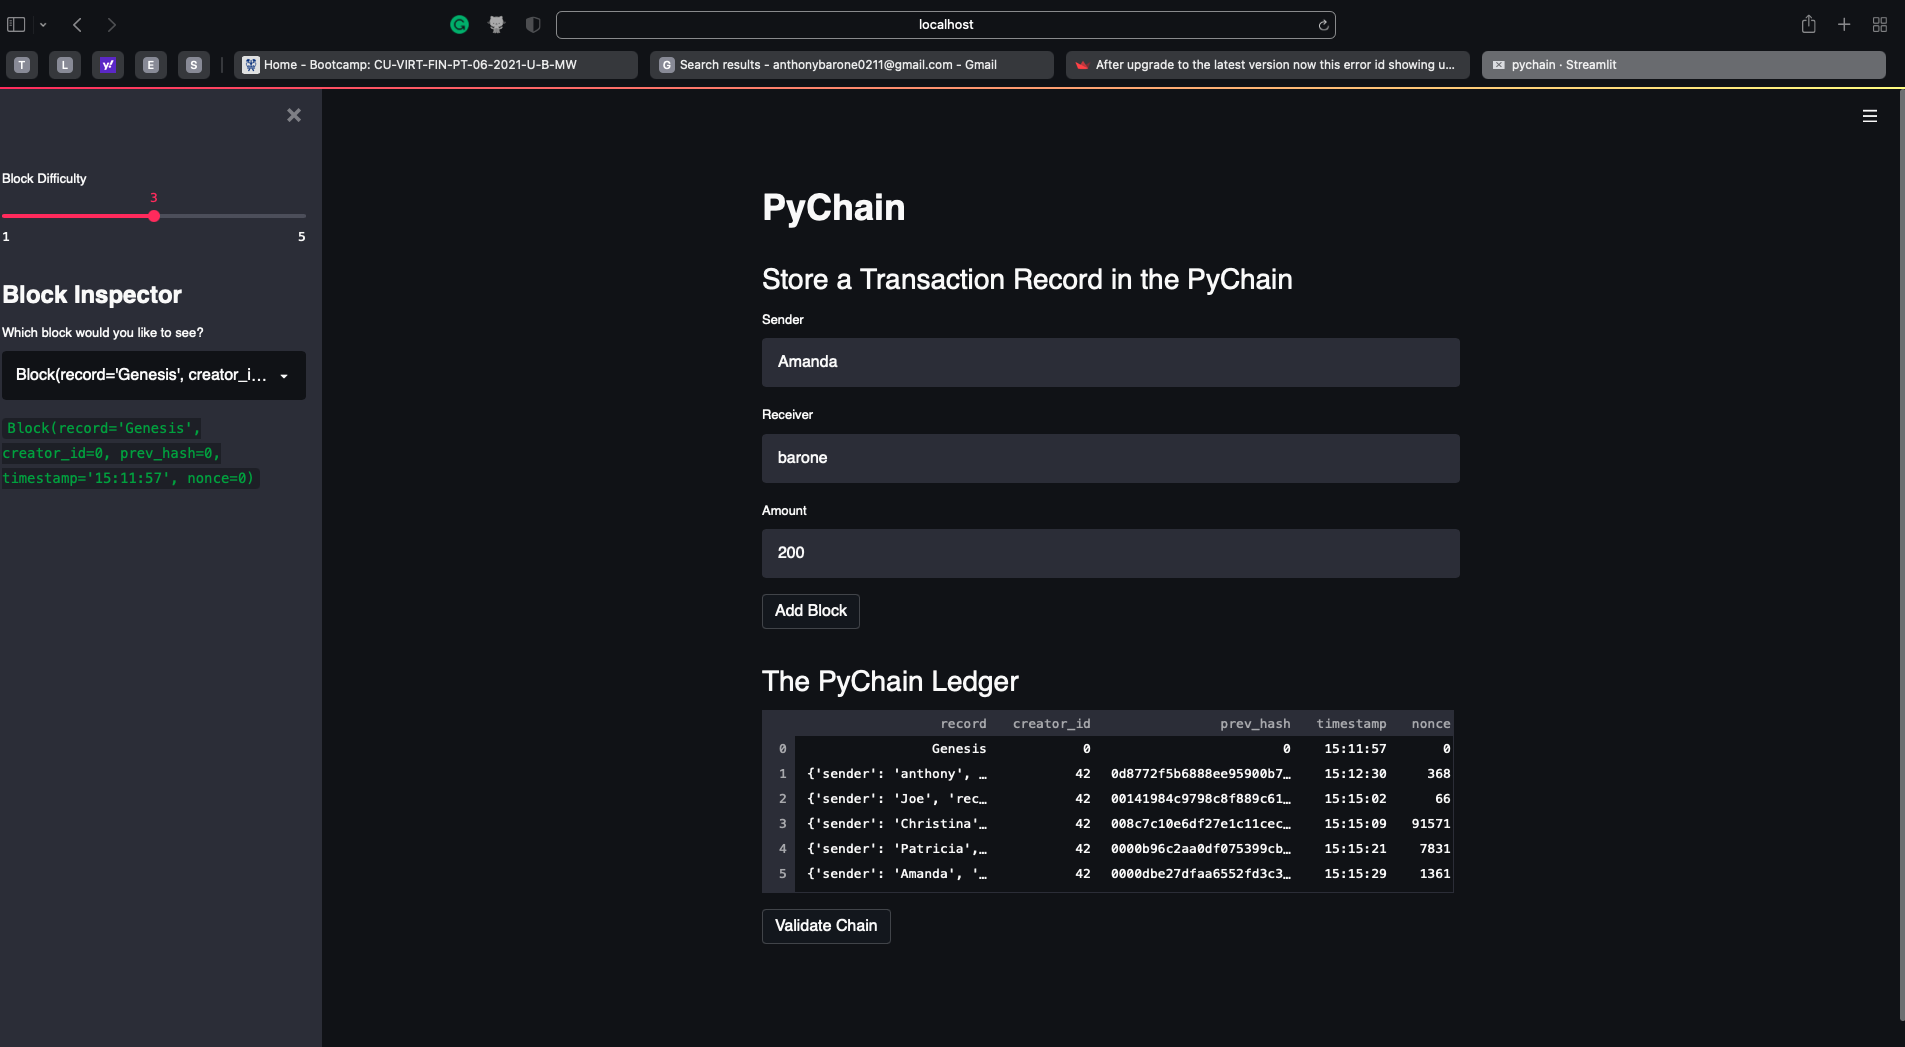 localhost
T
L
y!
E
S
Home - Bootcamp: CU-VIRT-FIN-PT-06-2021-U-B-MW
G Search results - anthonybarone0211@gmail.com - Gmail
After upgrade to the latest version now this error id showing u...
pychain · Streamlit
Block Difficulty
3
1 5
Block Inspector
Which block would you like to see?
Block(record='Genesis', creator_i...
Block(record='Genesis',
creator_id=0, prev_hash=0,
timestamp='15:11:57', nonce=0)
PyChain
Store a Transaction Record in the PyChain
Sender
Amanda
Receiver
barone
Amount
200
Add Block
The PyChain Ledger
record creator_id prev_hash timestamp nonce
0 Genesis 0 0 15:11:57 0
1 {'sender': 'anthony', … 42 0d8772f5b6888ee95900b7… 15:12:30 368
2 {'sender': 'Joe', 'rec… 42 00141984c9798c8f889c61… 15:15:02 66
3 {'sender': 'Christina'… 42 008c7c10e6df27e1c11cec… 15:15:09 91571
4 {'sender': 'Patricia',… 42 0000b96c2aa0df075399cb… 15:15:21 7831
5 {'sender': 'Amanda', '… 42 0000dbe27dfaa6552fd3c3… 15:15:29 1361
Validate Chain